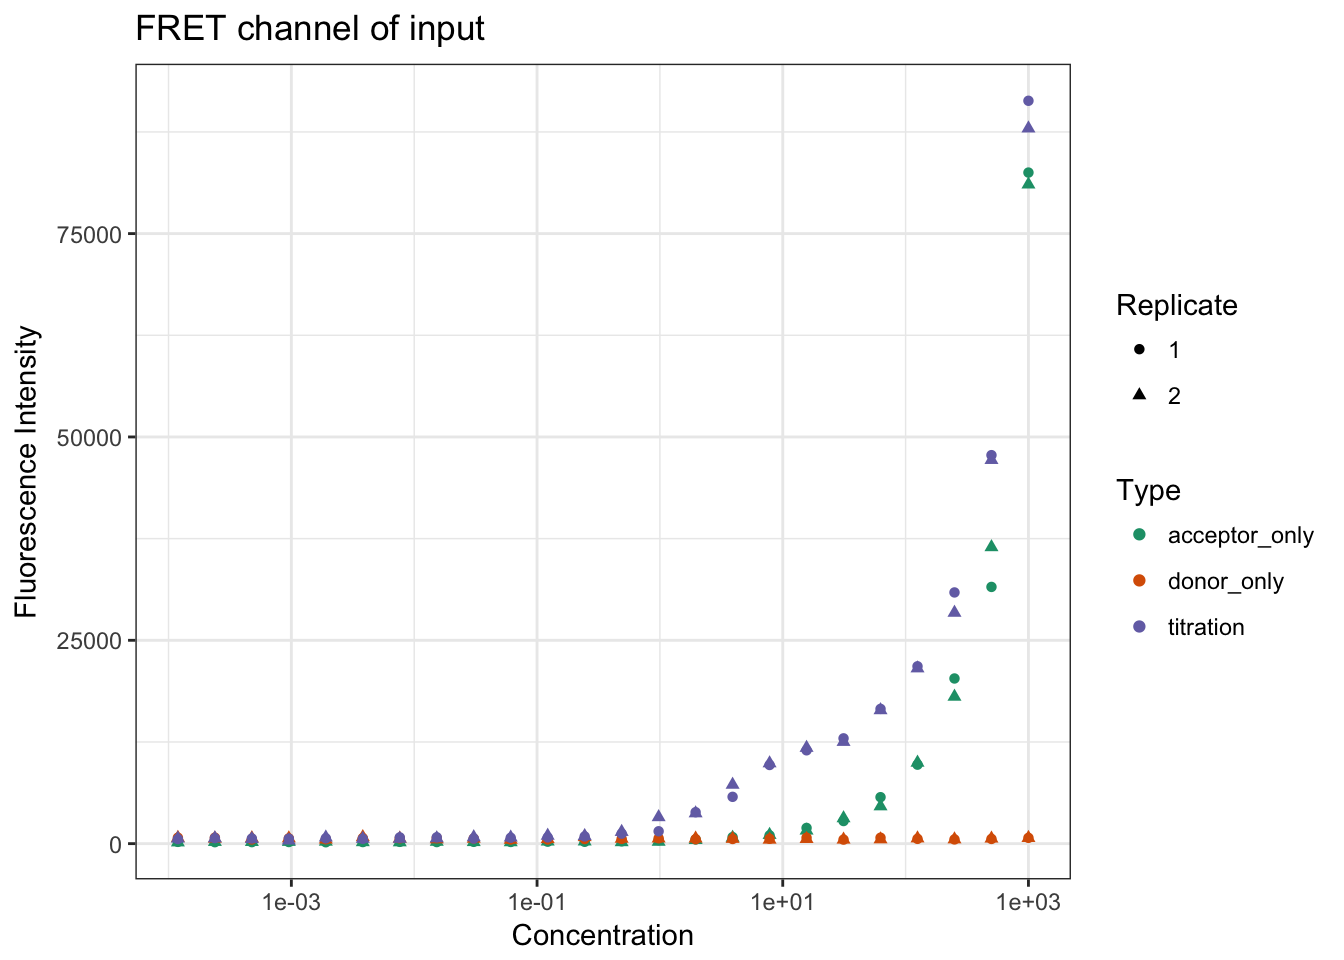 FRET channel of input
75000
50000
25000
0
Fluorescence Intensity
1e-03
1e-01
1e+01
1e+03
Concentration
Replicate
1
2
Type
acceptor_only
donor_only
titration